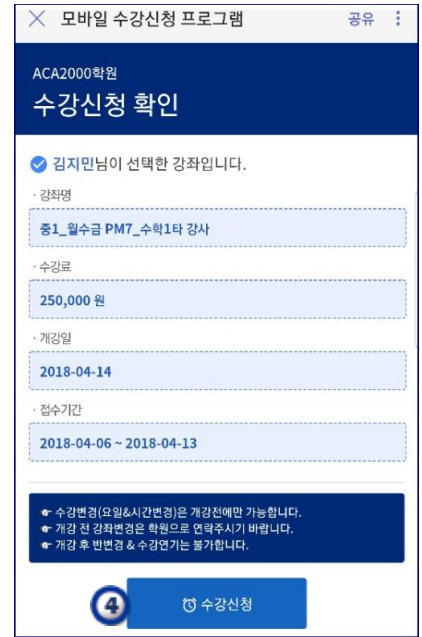 모바일 수강신청 프로그램 공유
ACA2000학원
수강신청 확인
김지민님이 선택한 강좌입니다.
· 강좌명
중1_월수금 PM7_수학1타 강사
· 수강료
250,000 원
· 개강일
2018-04-14
· 접수기간
2018-04-06 ~ 2018-04-13
☛ 수강변경(요일&시간변경)은 개강전에만 가능합니다.
☛ 개강 전 강좌변경은 학원으로 연락주시기 바랍니다.
☛ 개강 후 반변경 & 수강연기는 불가합니다.
4 수강신청